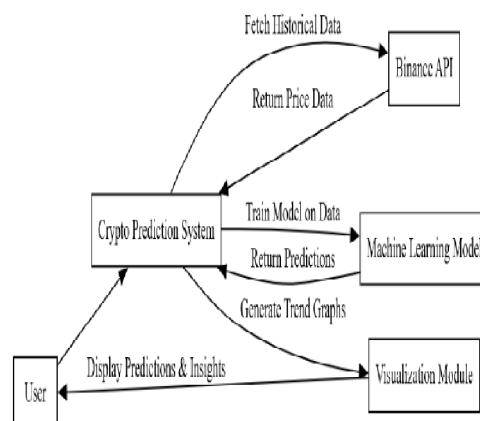 Fetch Historical Data
Binance API
Return Price Data
Crypto Prediction System
Train Model on Data
Machine Learning Model
Return Predictions
Generate Trend Graphs
Display Predictions & Insights
Visualization Module
User